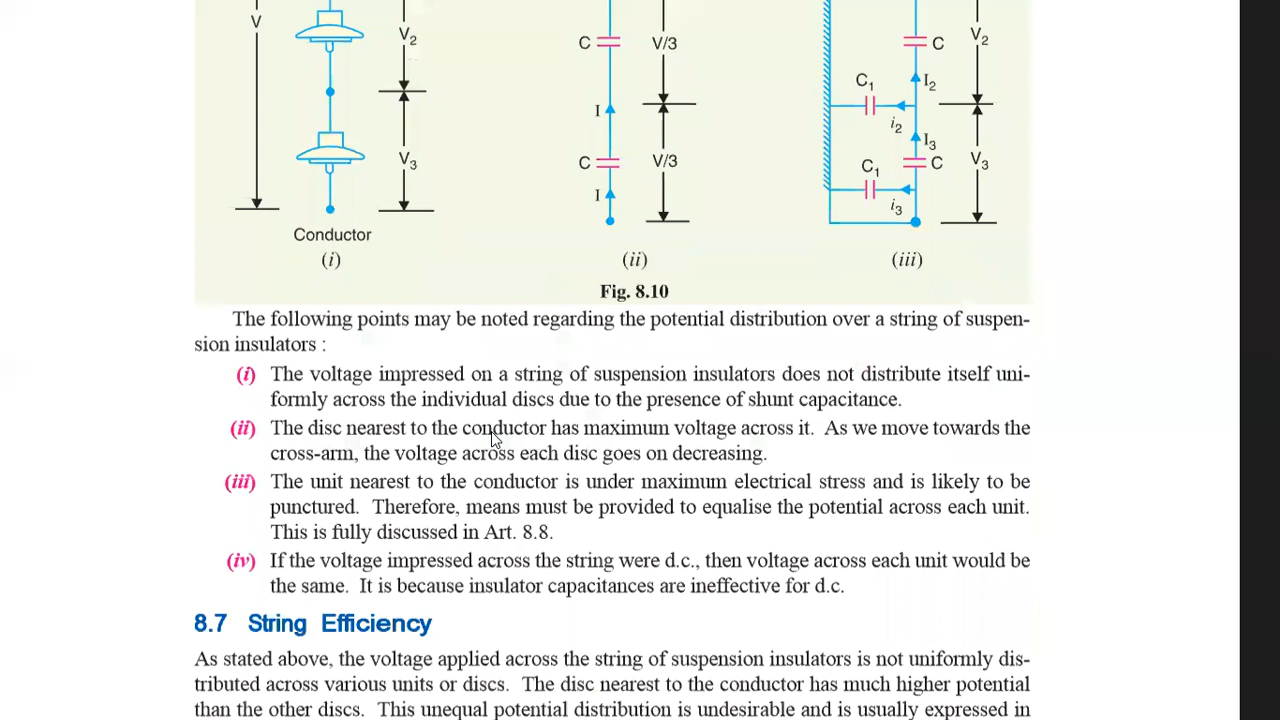 V
V2
C
V/3
C
V2
C1
I2
I
i2
I3
V3
C
V/3
C1
C
V3
I
i3
Conductor
(i)
(ii)
(iii)
Fig. 8.10
The following points may be noted regarding the potential distribution over a string of suspen-
sion insulators :
(i) The voltage impressed on a string of suspension insulators does not distribute itself uni-
formly across the individual discs due to the presence of shunt capacitance.
(ii) The disc nearest to the conductor has maximum voltage across it. As we move towards the
cross-arm, the voltage across each disc goes on decreasing.
(iii) The unit nearest to the conductor is under maximum electrical stress and is likely to be
punctured. Therefore, means must be provided to equalise the potential across each unit.
This is fully discussed in Art. 8.8.
(iv) If the voltage impressed across the string were d.c., then voltage across each unit would be
the same. It is because insulator capacitances are ineffective for d.c.
8.7 String Efficiency
As stated above, the voltage applied across the string of suspension insulators is not uniformly dis-
tributed across various units or discs. The disc nearest to the conductor has much higher potential
than the other discs. This unequal potential distribution is undesirable and is usually expressed in